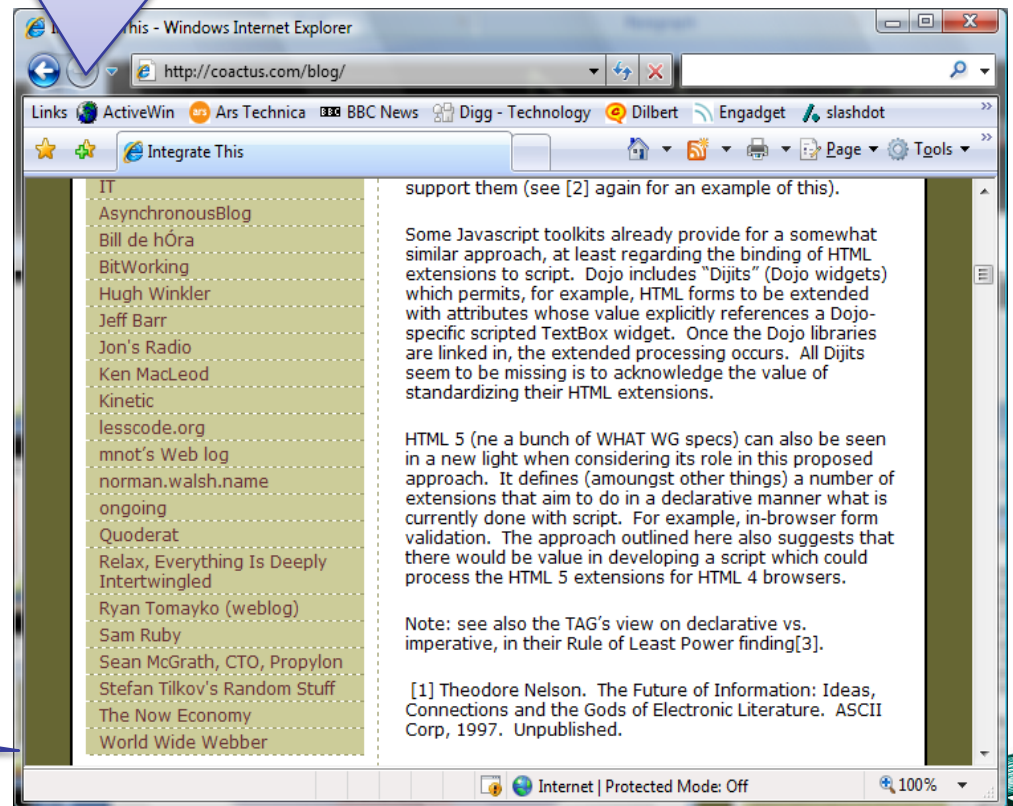 his - Windows Internet Explorer
http://coactus.com/blog/
Links ActiveWin Ars Technica BBC News Digg - Technology Dilbert Engadget slashdot
Integrate This Page Tools
IT
AsynchronousBlog
Bill de hÓra
BitWorking
Hugh Winkler
Jeff Barr
Jon's Radio
Ken MacLeod
Kinetic
lesscode.org
mnot's Web log
norman.walsh.name
ongoing
Quoderat
Relax, Everything Is Deeply
Intertwingled
Ryan Tomayko (weblog)
Sam Ruby
Sean McGrath, CTO, Propylon
Stefan Tilkov's Random Stuff
The Now Economy
World Wide Webber
support them (see [2] again for an example of this).
Some Javascript toolkits already provide for a somewhat
similar approach, at least regarding the binding of HTML
extensions to script. Dojo includes “Dijits” (Dojo widgets)
which permits, for example, HTML forms to be extended
with attributes whose value explicitly references a Dojo-
specific scripted TextBox widget. Once the Dojo libraries
are linked in, the extended processing occurs. All Dijits
seem to be missing is to acknowledge the value of
standardizing their HTML extensions.
HTML 5 (ne a bunch of WHAT WG specs) can also be seen
in a new light when considering its role in this proposed
approach. It defines (amoungst other things) a number of
extensions that aim to do in a declarative manner what is
currently done with script. For example, in-browser form
validation. The approach outlined here also suggests that
there would be value in developing a script which could
process the HTML 5 extensions for HTML 4 browsers.
Note: see also the TAG’s view on declarative vs.
imperative, in their Rule of Least Power finding[3].
[1] Theodore Nelson. The Future of Information: Ideas,
Connections and the Gods of Electronic Literature. ASCII
Corp, 1997. Unpublished.
Internet | Protected Mode: Off 100%